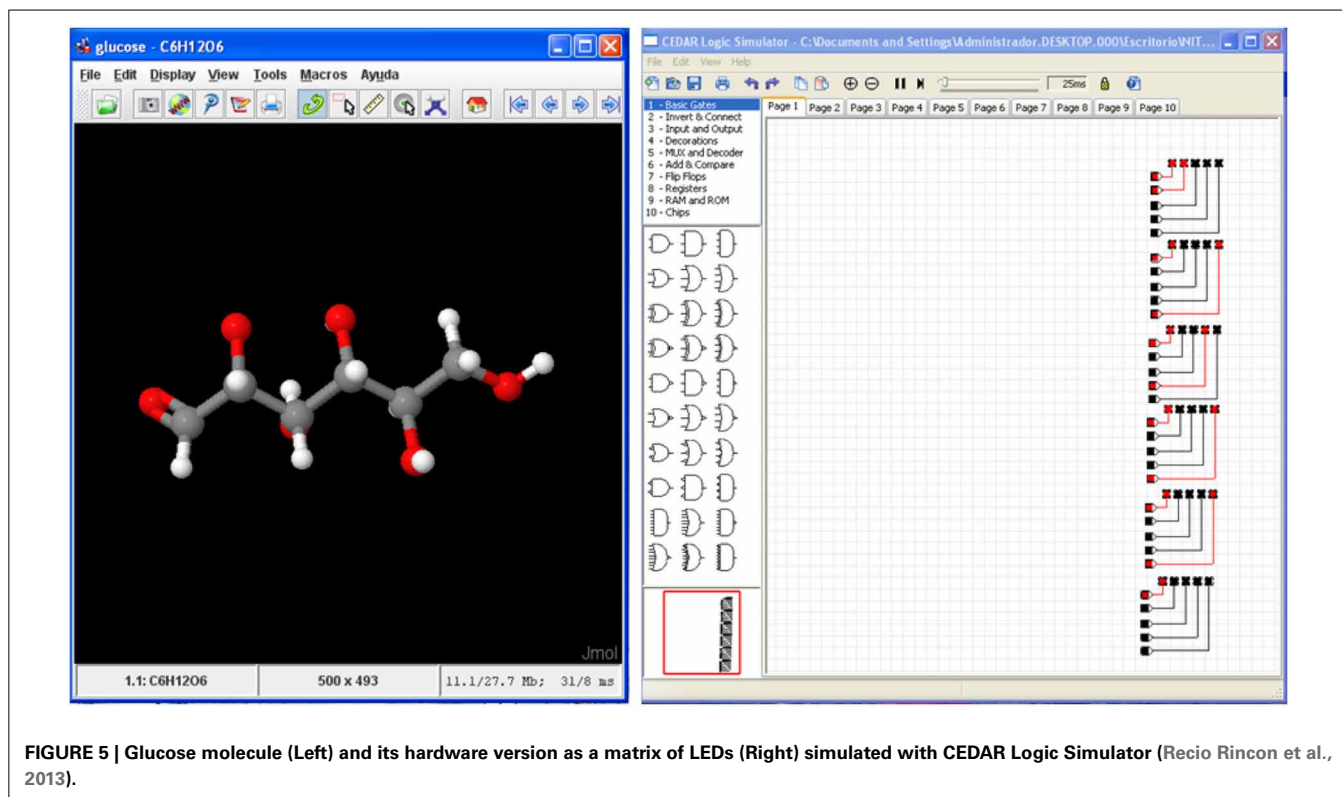 glucose - C6H12O6
File Edit Display View Tools Macros Ayuda
Jmol
1.1: C6H12O6
500 x 493
11.1/27.7 Mb; 31/8 ms
CEDAR Logic Simulator - C:\Documents and Settings\Administrador.DESKTOP.000\Escritorio\NIT...
File Edit View Help
25ms
1 - Basic Gates
2 - Invert & Connect
3 - Input and Output
4 - Decorations
5 - MUX and Decoder
6 - Add & Compare
7 - Flip Flops
8 - Registers
9 - RAM and ROM
10 - Chips
Page 1 Page 2 Page 3 Page 4 Page 5 Page 6 Page 7 Page 8 Page 9 Page 10
FIGURE 5 | Glucose molecule (Left) and its hardware version as a matrix of LEDs (Right) simulated with CEDAR Logic Simulator (Recio Rincon et al.,
2013).